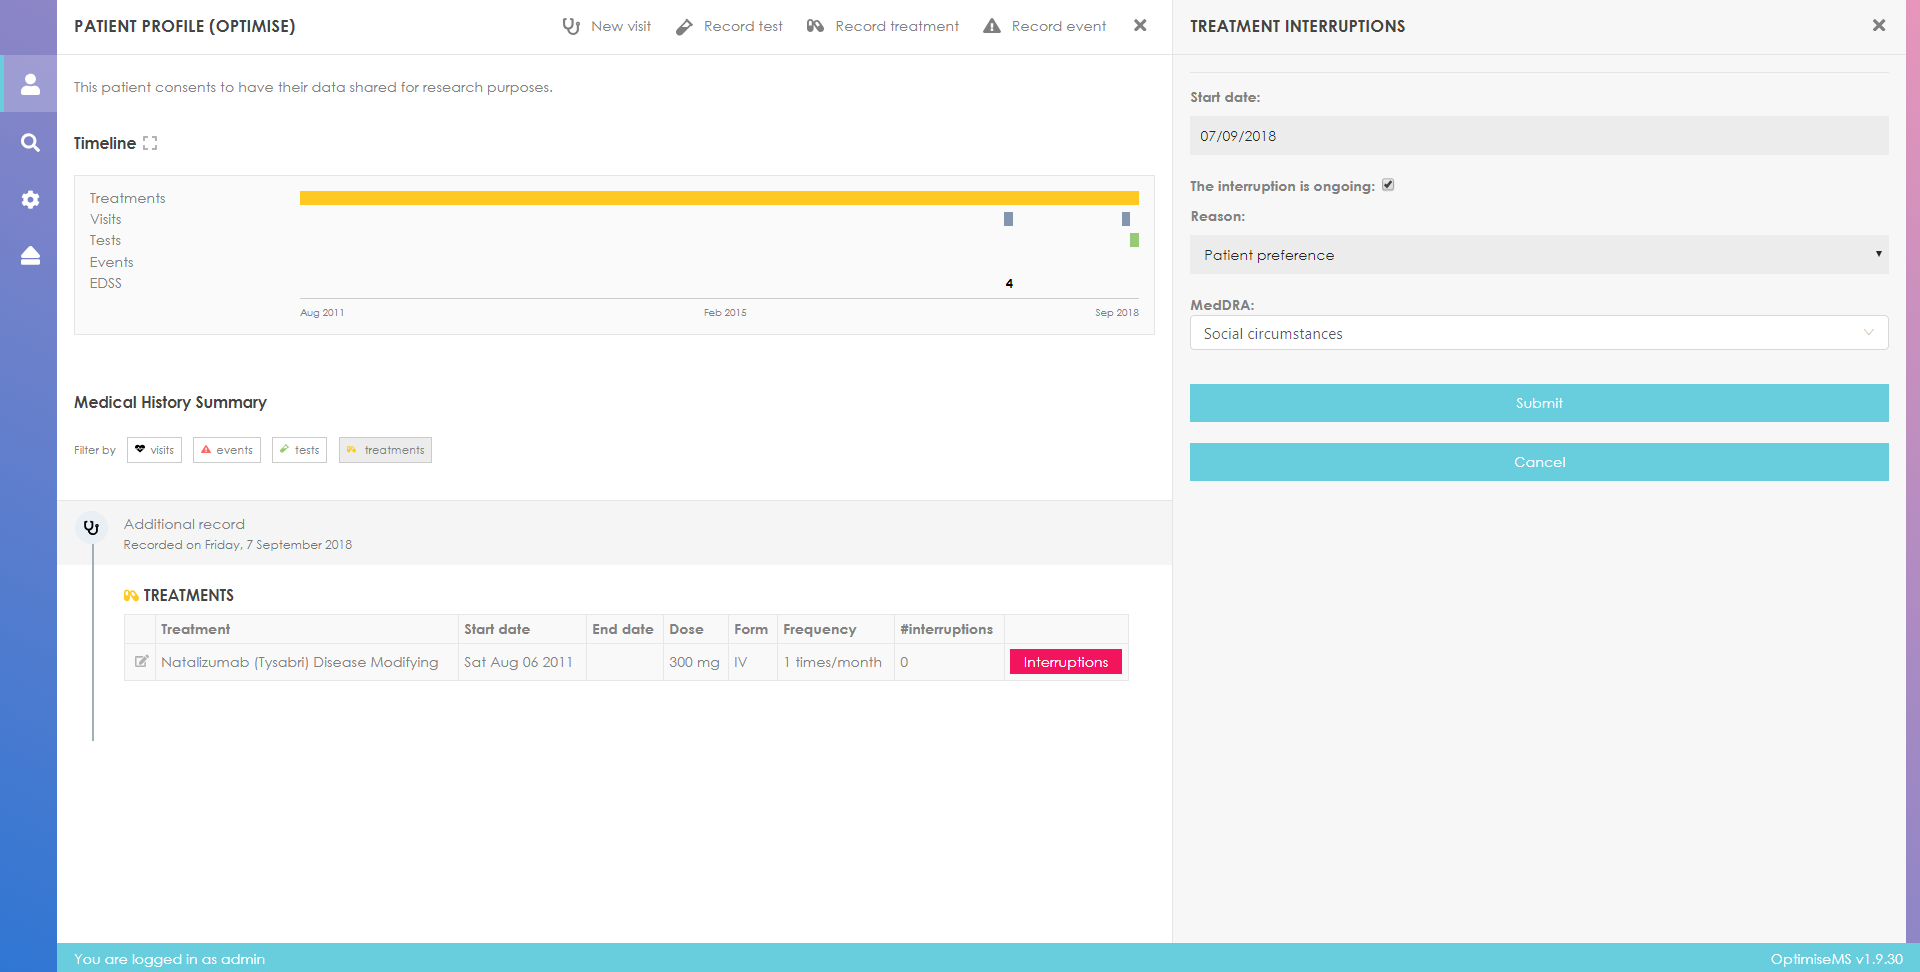 PATIENT PROFILE (OPTIMISE)
New visit
Record test
Record treatment
Record event
This patient consents to have their data shared for research purposes.
Timeline
Treatments
Visits
Tests
Events
EDSS
4
Aug 2011
Feb 2015
Sep 2018
Medical History Summary
Filter by
visits
events
tests
treatments
Additional record
Recorded on Friday, 7 September 2018
TREATMENTS
Treatment Start date End date Dose Form Frequency #interruptions
Natalizumab (Tysabri) Disease Modifying Sat Aug 06 2011 300 mg IV 1 times/month 0 Interruptions
TREATMENT INTERRUPTIONS
Start date:
07/09/2018
The interruption is ongoing:
Reason:
Patient preference
MedDRA:
Social circumstances
Submit
Cancel
You are logged in as admin
OptimiseMS v1.9.30